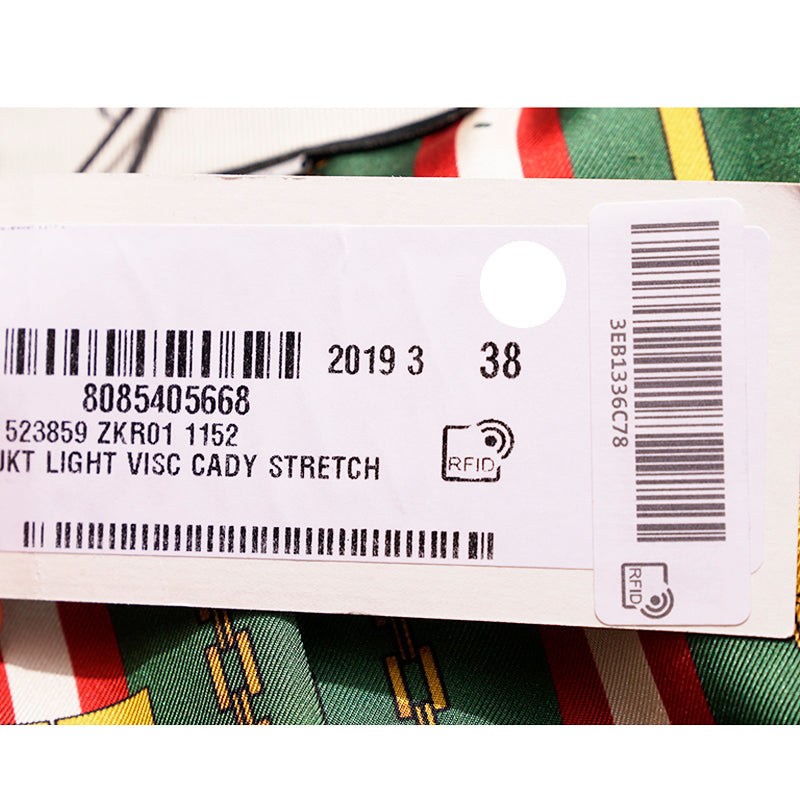 2019 3 38
8085405668
523859 ZKR01 1152
JKT LIGHT VISC CADY STRETCH
RFID
3EB1336C78
RFID